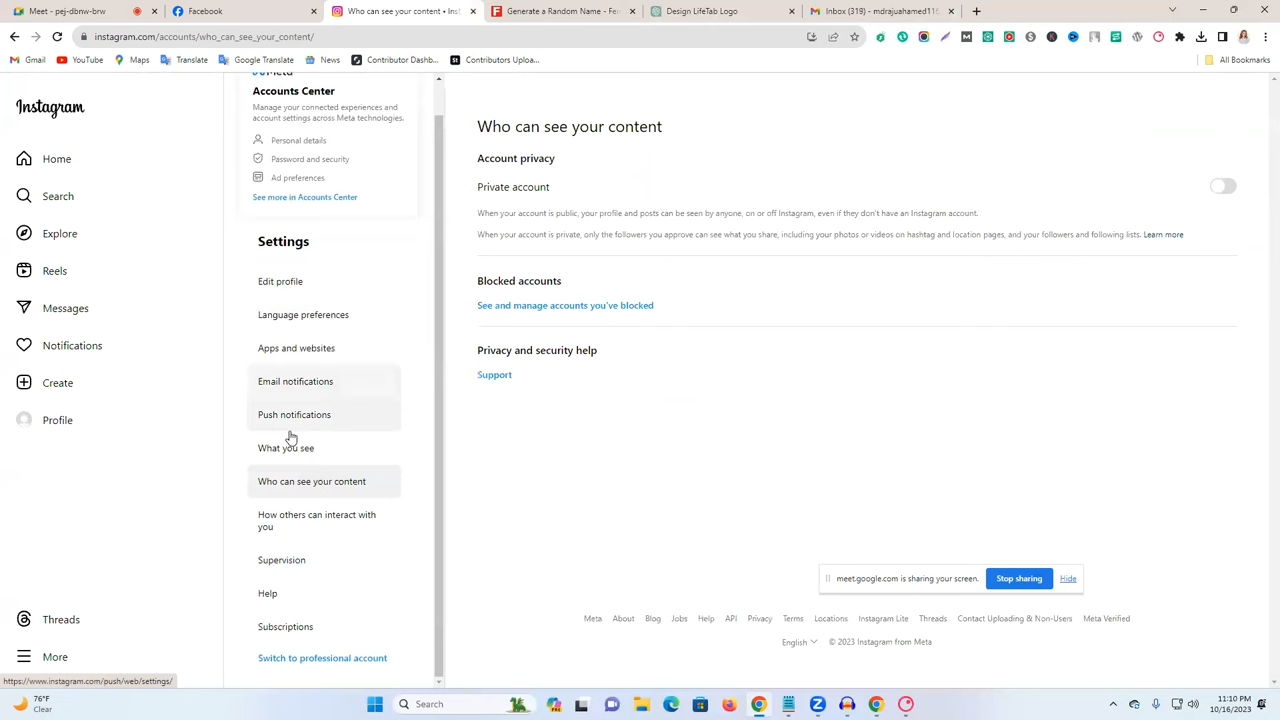 Meet - pej-dbnw-brw
Facebook
Who can see your content • Ins
Generate a Random Name - Fe
Design LifeTab Logo
Inbox (319) - mdrajuahamed11
instagram.com/accounts/who_can_see_your_content/
Gmail
YouTube
Maps
Translate
Google Translate
News
Contributor Dashb...
Contributors Uploa...
All Bookmarks
Instagram
Home
Search
Explore
Reels
Messages
Notifications
Create
Profile
Threads
More
https://www.instagram.com/push/web/settings/
Accounts Center
Manage your connected experiences and
account settings across Meta technologies.
Personal details
Password and security
Ad preferences
See more in Accounts Center
Settings
Edit profile
Language preferences
Apps and websites
Email notifications
Push notifications
What you see
Who can see your content
How others can interact with
you
Supervision
Help
Subscriptions
Switch to professional account
Who can see your content
Account privacy
Private account
When your account is public, your profile and posts can be seen by anyone, on or off Instagram, even if they don't have an Instagram account.
When your account is private, only the followers you approve can see what you share, including your photos or videos on hashtag and location pages, and your followers and following lists. Learn more
Blocked accounts
See and manage accounts you've blocked
Privacy and security help
Support
meet.google.com is sharing your screen.
Stop sharing
Hide
Meta About Blog Jobs Help API Privacy Terms Locations Instagram Lite Threads Contact Uploading & Non-Users Meta Verified
English © 2023 Instagram from Meta
76°F
Clear
Search
11:10 PM
10/16/2023